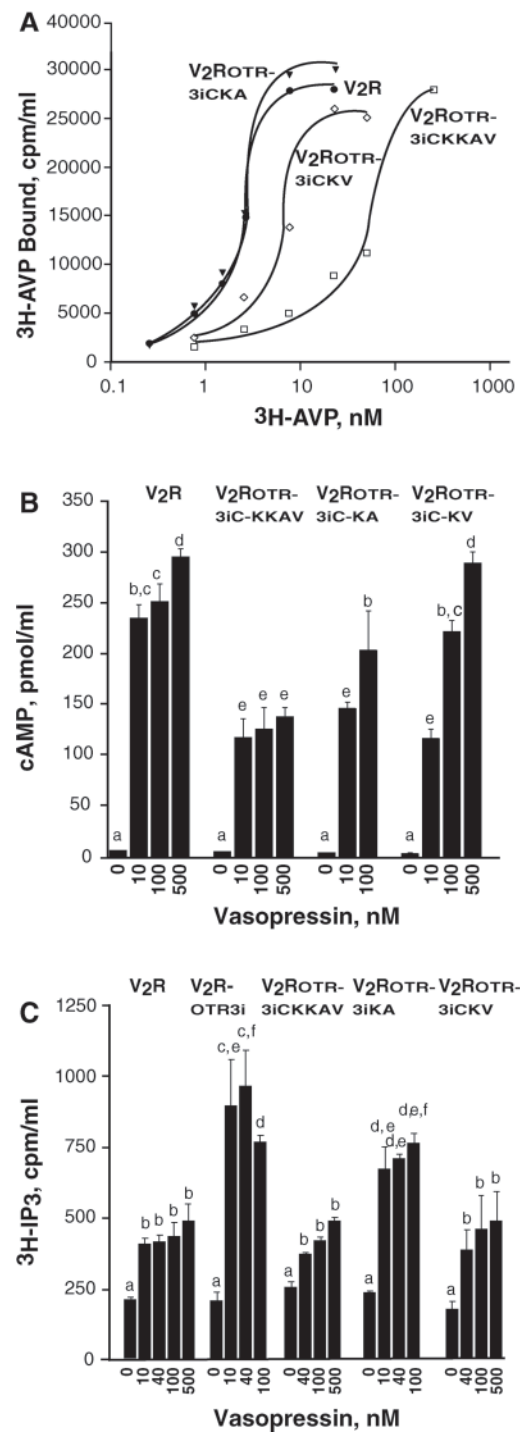 A
3H-AVP Bound, cpm/ml
40000
35000
30000
25000
20000
15000
10000
5000
0
V2ROTR-
3iCKA
V2R
V2ROTR-
3iCKKAV
V2ROTR-
3iCKV
0.1 1 10 100 1000
3H-AVP, nM
B
V2R V2ROTR- V2ROTR- V2ROTR-
3iC-KKAV 3iC-KA 3iC-KV
cAMP, pmol/ml
350
300
250
200
150
100
50
0
a b,c c d a e e e a e b a e b,c d
0 10 100 500 0 10 100 500 0 10 100 0 10 100 500
Vasopressin, nM
C
V2R V2R- V2ROTR- V2ROTR- V2ROTR-
OTR3i 3iCKKAV 3iKA 3iCKV
3H-IP3, cpm/ml
1250
1000
750
500
250
0
a b b b b a c,e c,f d a b b b a d,e d,e d,e,f a b b b
0 10 40 100 500 0 10 40 100 0 40 100 500 0 10 40 100 0 40 100 500
Vasopressin, nM